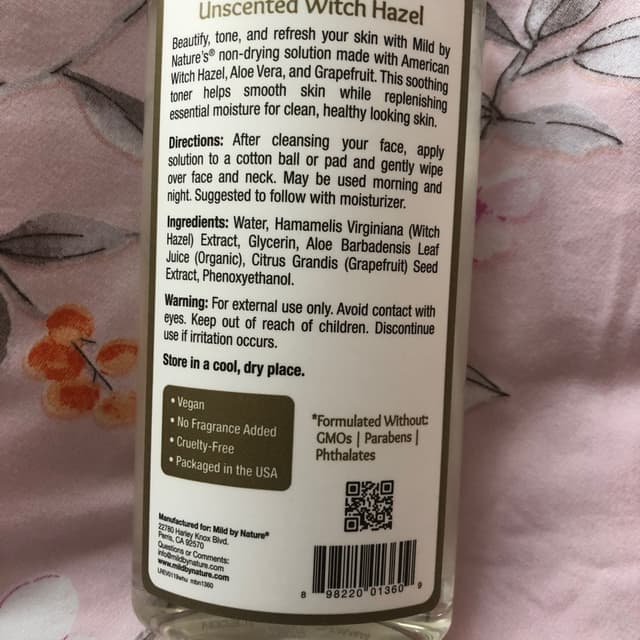 Unscented Witch Hazel
Beautify, tone, and refresh your skin with Mild by
Nature's® non-drying solution made with American
Witch Hazel, Aloe Vera, and Grapefruit. This soothing
toner helps smooth skin while replenishing
essential moisture for clean, healthy looking skin.
Directions: After cleansing your face, apply
solution to a cotton ball or pad and gently wipe
over face and neck. May be used morning and
night. Suggested to follow with moisturizer.
Ingredients: Water, Hamamelis Virginiana (Witch
Hazel) Extract, Glycerin, Aloe Barbadensis Leaf
Juice (Organic), Citrus Grandis (Grapefruit) Seed
Extract, Phenoxyethanol.
Warning: For external use only. Avoid contact with
eyes. Keep out of reach of children. Discontinue
use if irritation occurs.
Store in a cool, dry place.
• Vegan
• No Fragrance Added
• Cruelty-Free
• Packaged in the USA
*Formulated Without:
GMOs | Parabens |
Phthalates
Manufactured for: Mild by Nature®
22780 Harley Knox Blvd.
Perris, CA 92570
Questions or Comments:
info@mildbynature.com
www.mildbynature.com
mbn1360
8 98220 01360 9